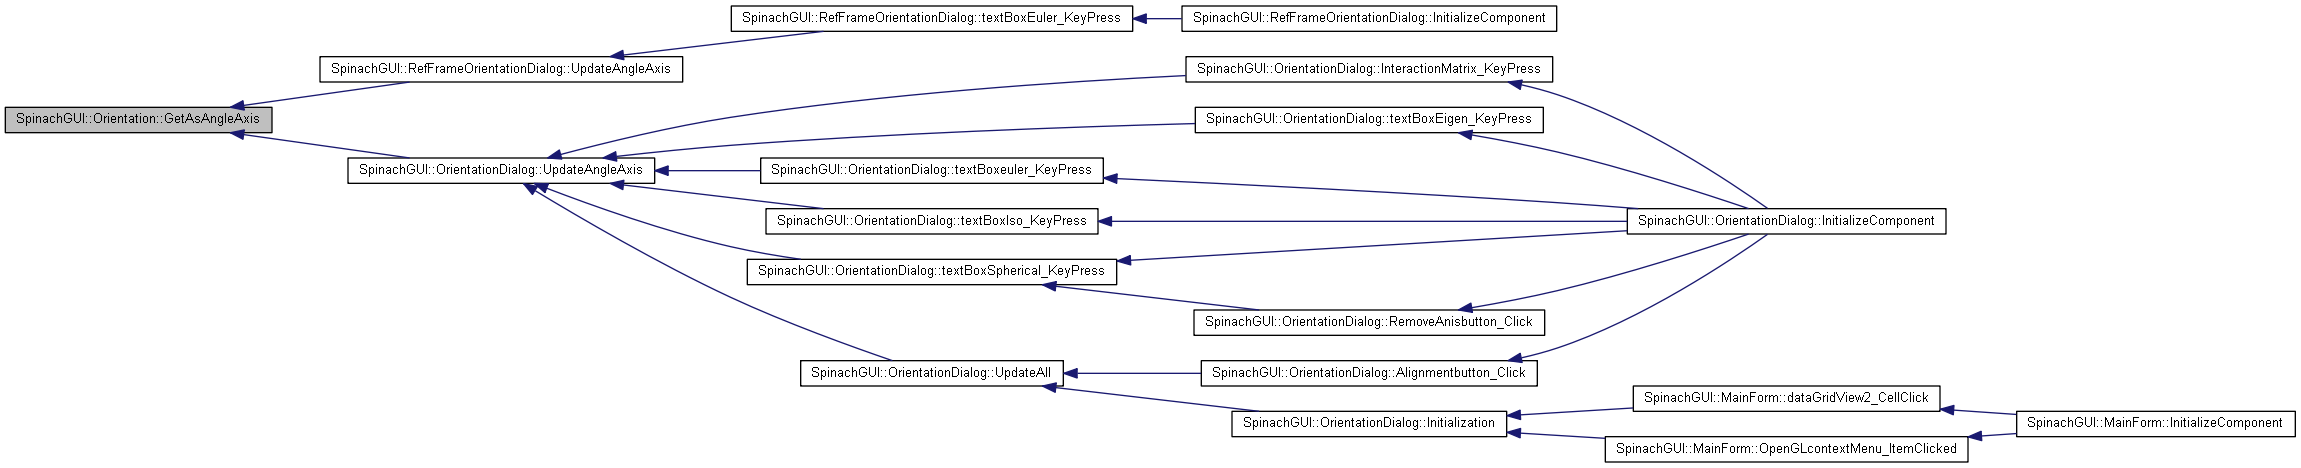 SpinachGUI::RefFrameOrientationDialog::textBoxEuler_KeyPress
SpinachGUI::RefFrameOrientationDialog::InitializeComponent
SpinachGUI::RefFrameOrientationDialog::UpdateAngleAxis
SpinachGUI::OrientationDialog::InteractionMatrix_KeyPress
SpinachGUI::Orientation::GetAsAngleAxis
SpinachGUI::OrientationDialog::textBoxEigen_KeyPress
SpinachGUI::OrientationDialog::UpdateAngleAxis
SpinachGUI::OrientationDialog::textBoxeuler_KeyPress
SpinachGUI::OrientationDialog::textBoxIso_KeyPress
SpinachGUI::OrientationDialog::InitializeComponent
SpinachGUI::OrientationDialog::textBoxSpherical_KeyPress
SpinachGUI::OrientationDialog::RemoveAnisbutton_Click
SpinachGUI::OrientationDialog::UpdateAll
SpinachGUI::OrientationDialog::Alignmentbutton_Click
SpinachGUI::MainForm::dataGridView2_CellClick
SpinachGUI::OrientationDialog::Initialization
SpinachGUI::MainForm::InitializeComponent
SpinachGUI::MainForm::OpenGLcontextMenu_ItemClicked